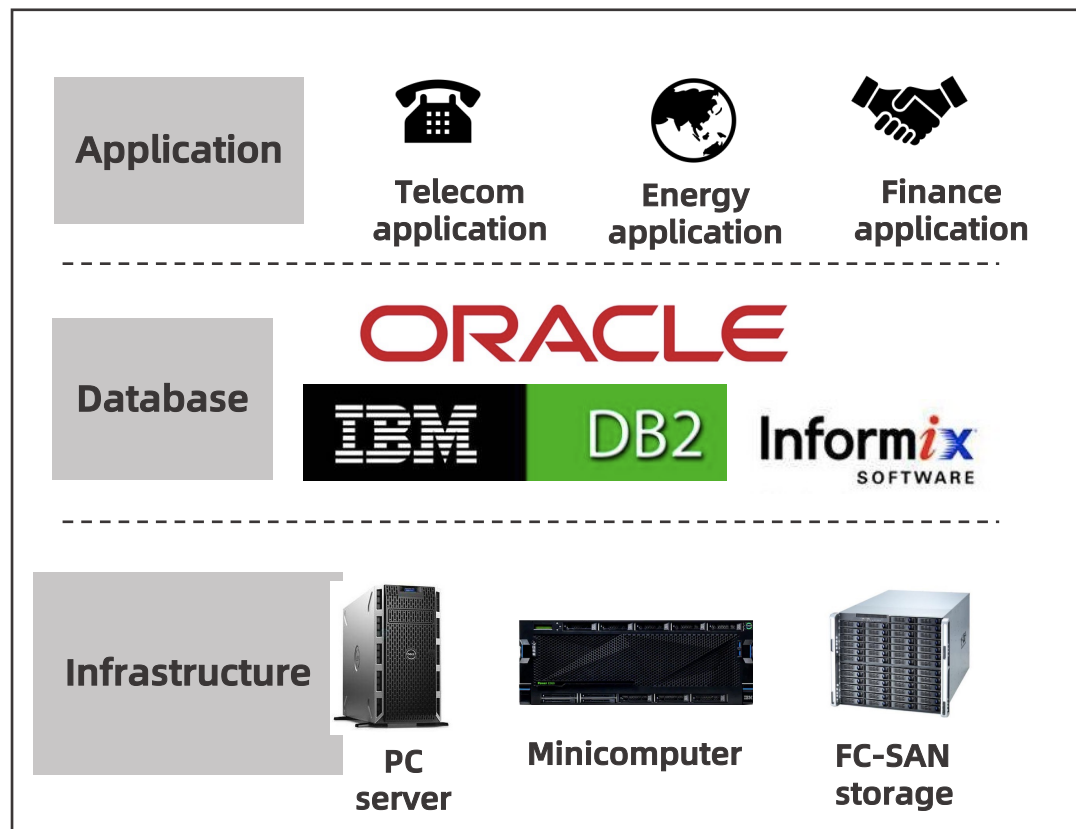 Application
Telecom
application
Energy
application
Finance
application
Database
ORACLE
IBM
DB2
Informix
SOFTWARE
Infrastructure
PC
server
Minicomputer
FC-SAN
storage